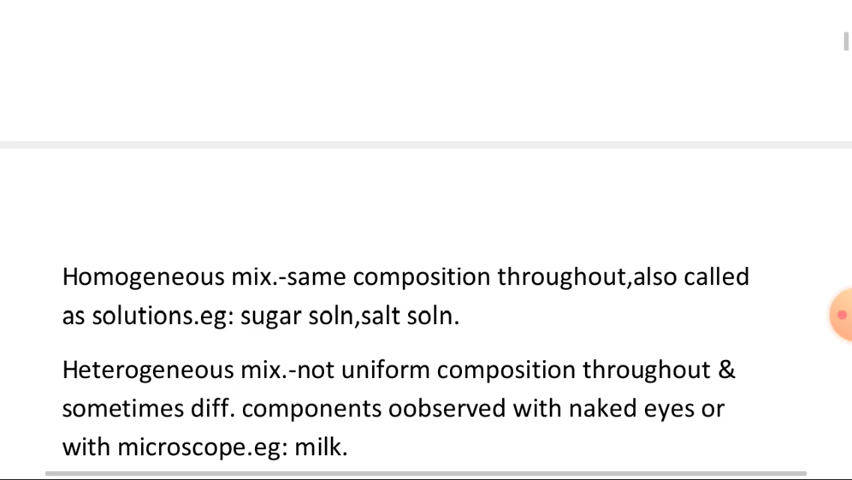 Homogeneous mix.-same composition throughout,also called
as solutions.eg: sugar soln,salt soln.
Heterogeneous mix.-not uniform composition throughout &
sometimes diff. components oobserved with naked eyes or
with microscope.eg: milk.